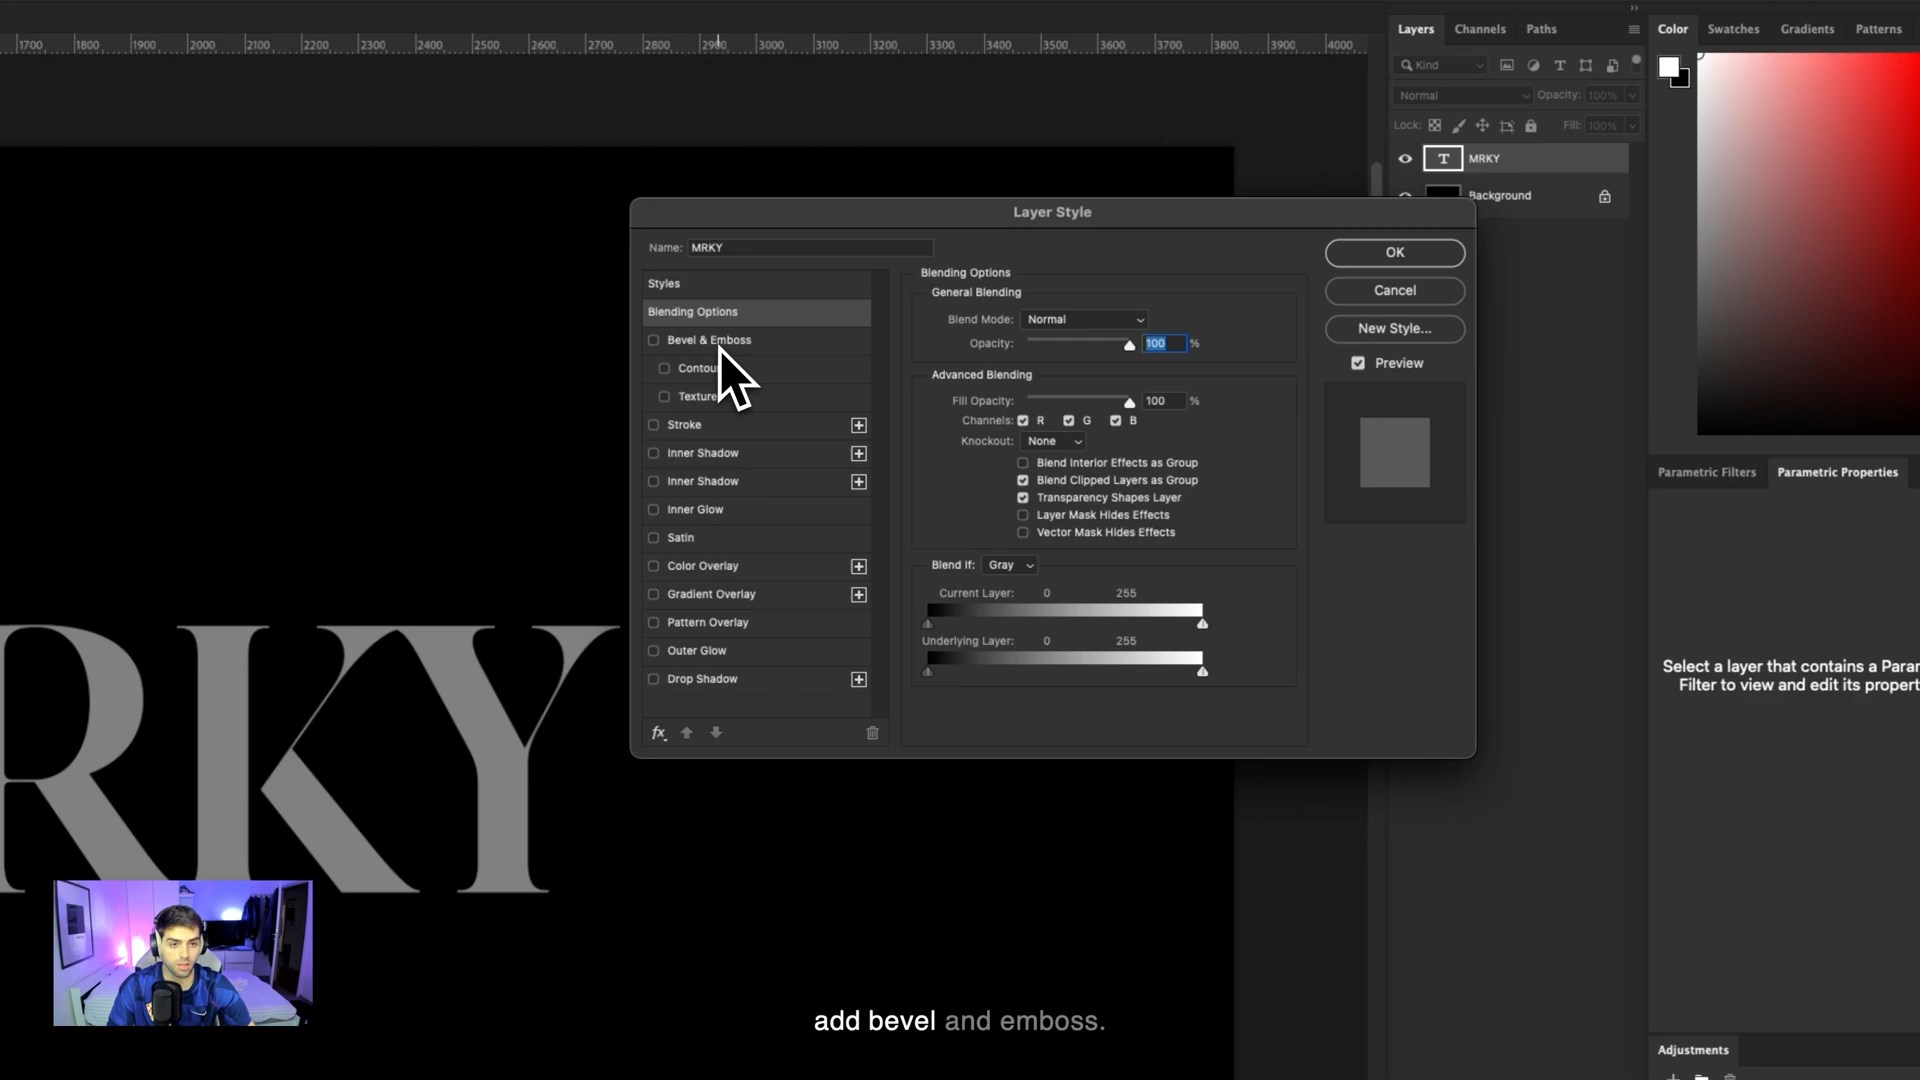 1700 1800 1900 2000 2100 2200 2300 2400 2500 2600 2700 2800 2900 3000 3100 3200 3300 3400 3500 3600 3700 3800 3900 4000
Layers Channels Paths
Kind
Normal Opacity: 100%
Lock: Fill: 100%
T MRKY
Background
Color Swatches Gradients Patterns
Layer Style
Name: MRKY
Styles
Blending Options
Bevel & Emboss
Contou
Texture
Stroke
Inner Shadow
Inner Shadow
Inner Glow
Satin
Color Overlay
Gradient Overlay
Pattern Overlay
Outer Glow
Drop Shadow
fx
Blending Options
General Blending
Blend Mode: Normal
Opacity: 100 %
Advanced Blending
Fill Opacity: 100 %
Channels: R G B
Knockout: None
Blend Interior Effects as Group
Blend Clipped Layers as Group
Transparency Shapes Layer
Layer Mask Hides Effects
Vector Mask Hides Effects
Blend If: Gray
Current Layer: 0 255
Underlying Layer: 0 255
OK
Cancel
New Style...
Preview
Parametric Filters Parametric Properties
Select a layer that contains a Para
Filter to view and edit its propert
Adjustments
RKY
add bevel and emboss.